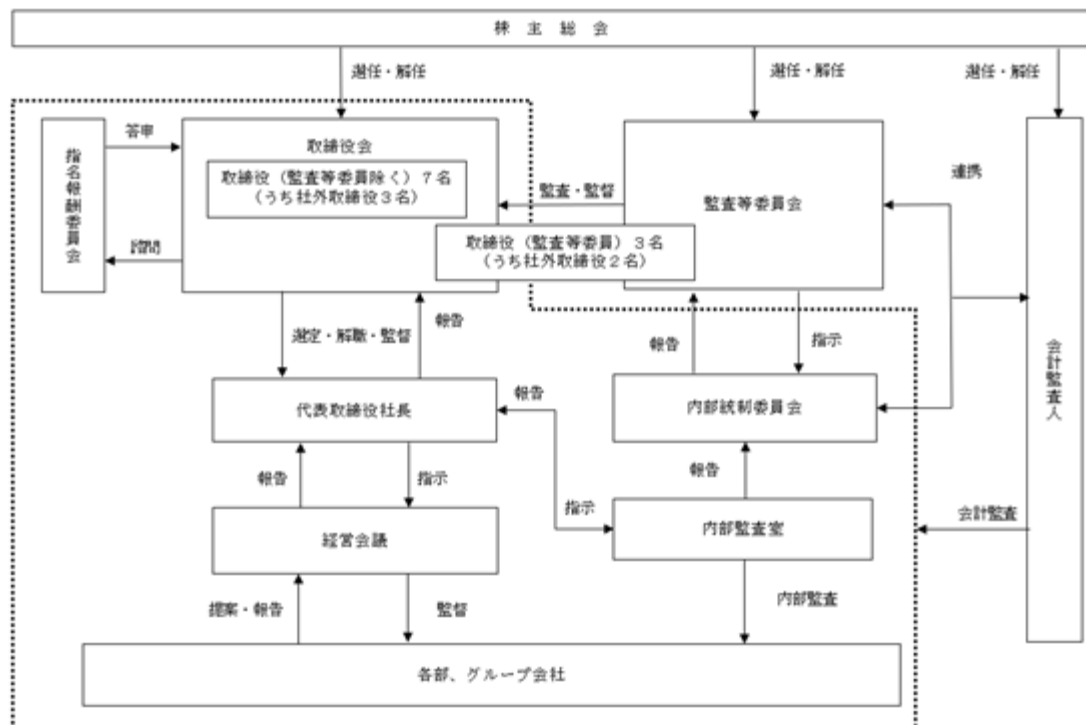 株主総会
選任・解任
選任・解任
選任・解任
指名報酬委員会
答申
諮問
取締役会
取締役（監査等委員除く）７名
（うち社外取締役３名）
監査・監督
監査等委員会
取締役（監査等委員）３名
（うち社外取締役２名）
連携
会計監査人
選定・解職・監督
報告
報告
指示
代表取締役社長
報告
内部統制委員会
報告
指示
報告
指示
経営会議
内部監査室
会計監査
提案・報告
監督
内部監査
各部、グループ会社